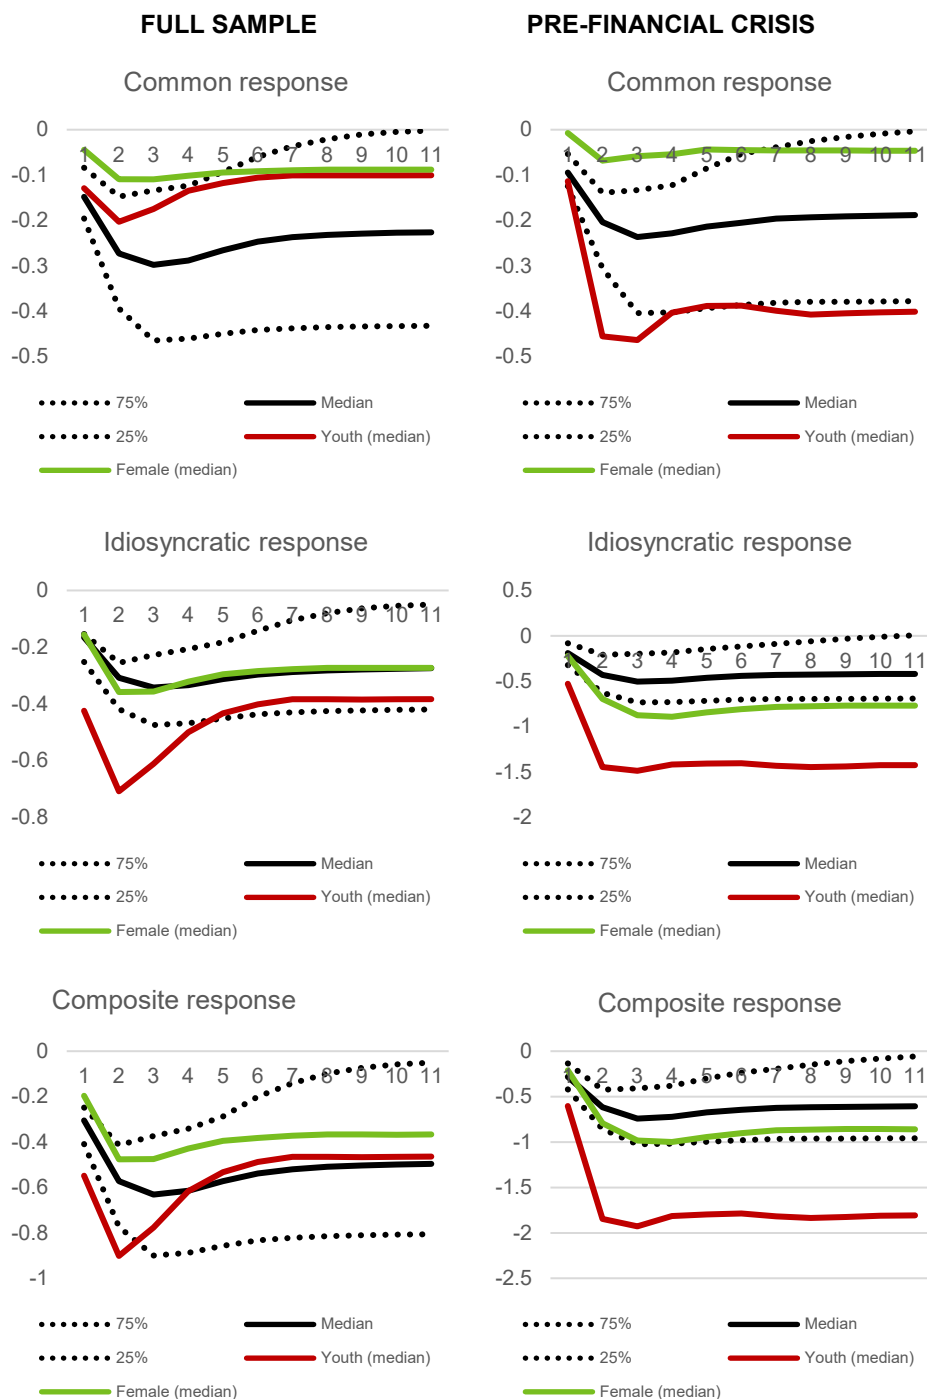 FULL SAMPLE
PRE-FINANCIAL CRISIS
Common response
0
-0.1
-0.2
-0.3
-0.4
-0.5
1 2 3 4 5 6 7 8 9 10 11
75% Median
25% Youth (median)
Female (median)
Common response
0
-0.1
-0.2
-0.3
-0.4
-0.5
1 2 3 4 5 6 7 8 9 10 11
75% Median
25% Youth (median)
Female (median)
Idiosyncratic response
0
-0.2
-0.4
-0.6
-0.8
1 2 3 4 5 6 7 8 9 10 11
75% Median
25% Youth (median)
Female (median)
Idiosyncratic response
0.5
0
-0.5
-1
-1.5
-2
1 2 3 4 5 6 7 8 9 10 11
75% Median
25% Youth (median)
Female (median)
Composite response
0
-0.2
-0.4
-0.6
-0.8
-1
1 2 3 4 5 6 7 8 9 10 11
75% Median
25% Youth (median)
Female (median)
Composite response
0
-0.5
-1
-1.5
-2
-2.5
1 2 3 4 5 6 7 8 9 10 11
75% Median
25% Youth (median)
Female (median)